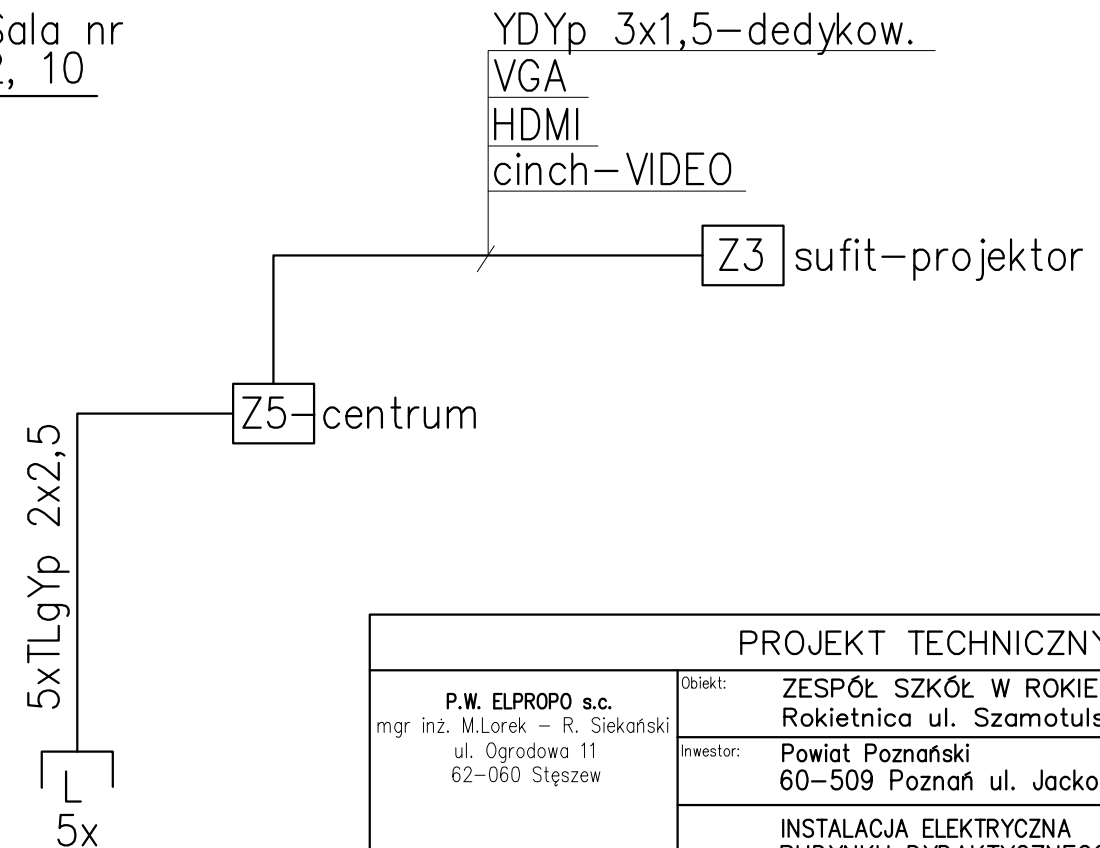 Sala nr
2, 10
YDYp 3x1,5-dedykow.
VGA
HDMI
cinch-VIDEO
Z3 sufit-projektor
Z5-centrum
5xTLgYp 2x2,5
L
5x
PROJEKT TECHNICZNY
P.W. ELPROPO s.c.
mgr inż. M.Lorek - R. Siekański
ul. Ogrodowa 11
62-060 Stęszew
Obiekt: ZESPÓŁ SZKÓŁ W ROKIE
Rokietnica ul. Szamotuls
Inwestor: Powiat Poznański
60-509 Poznań ul. Jacko
INSTALACJA ELEKTRYCZNA